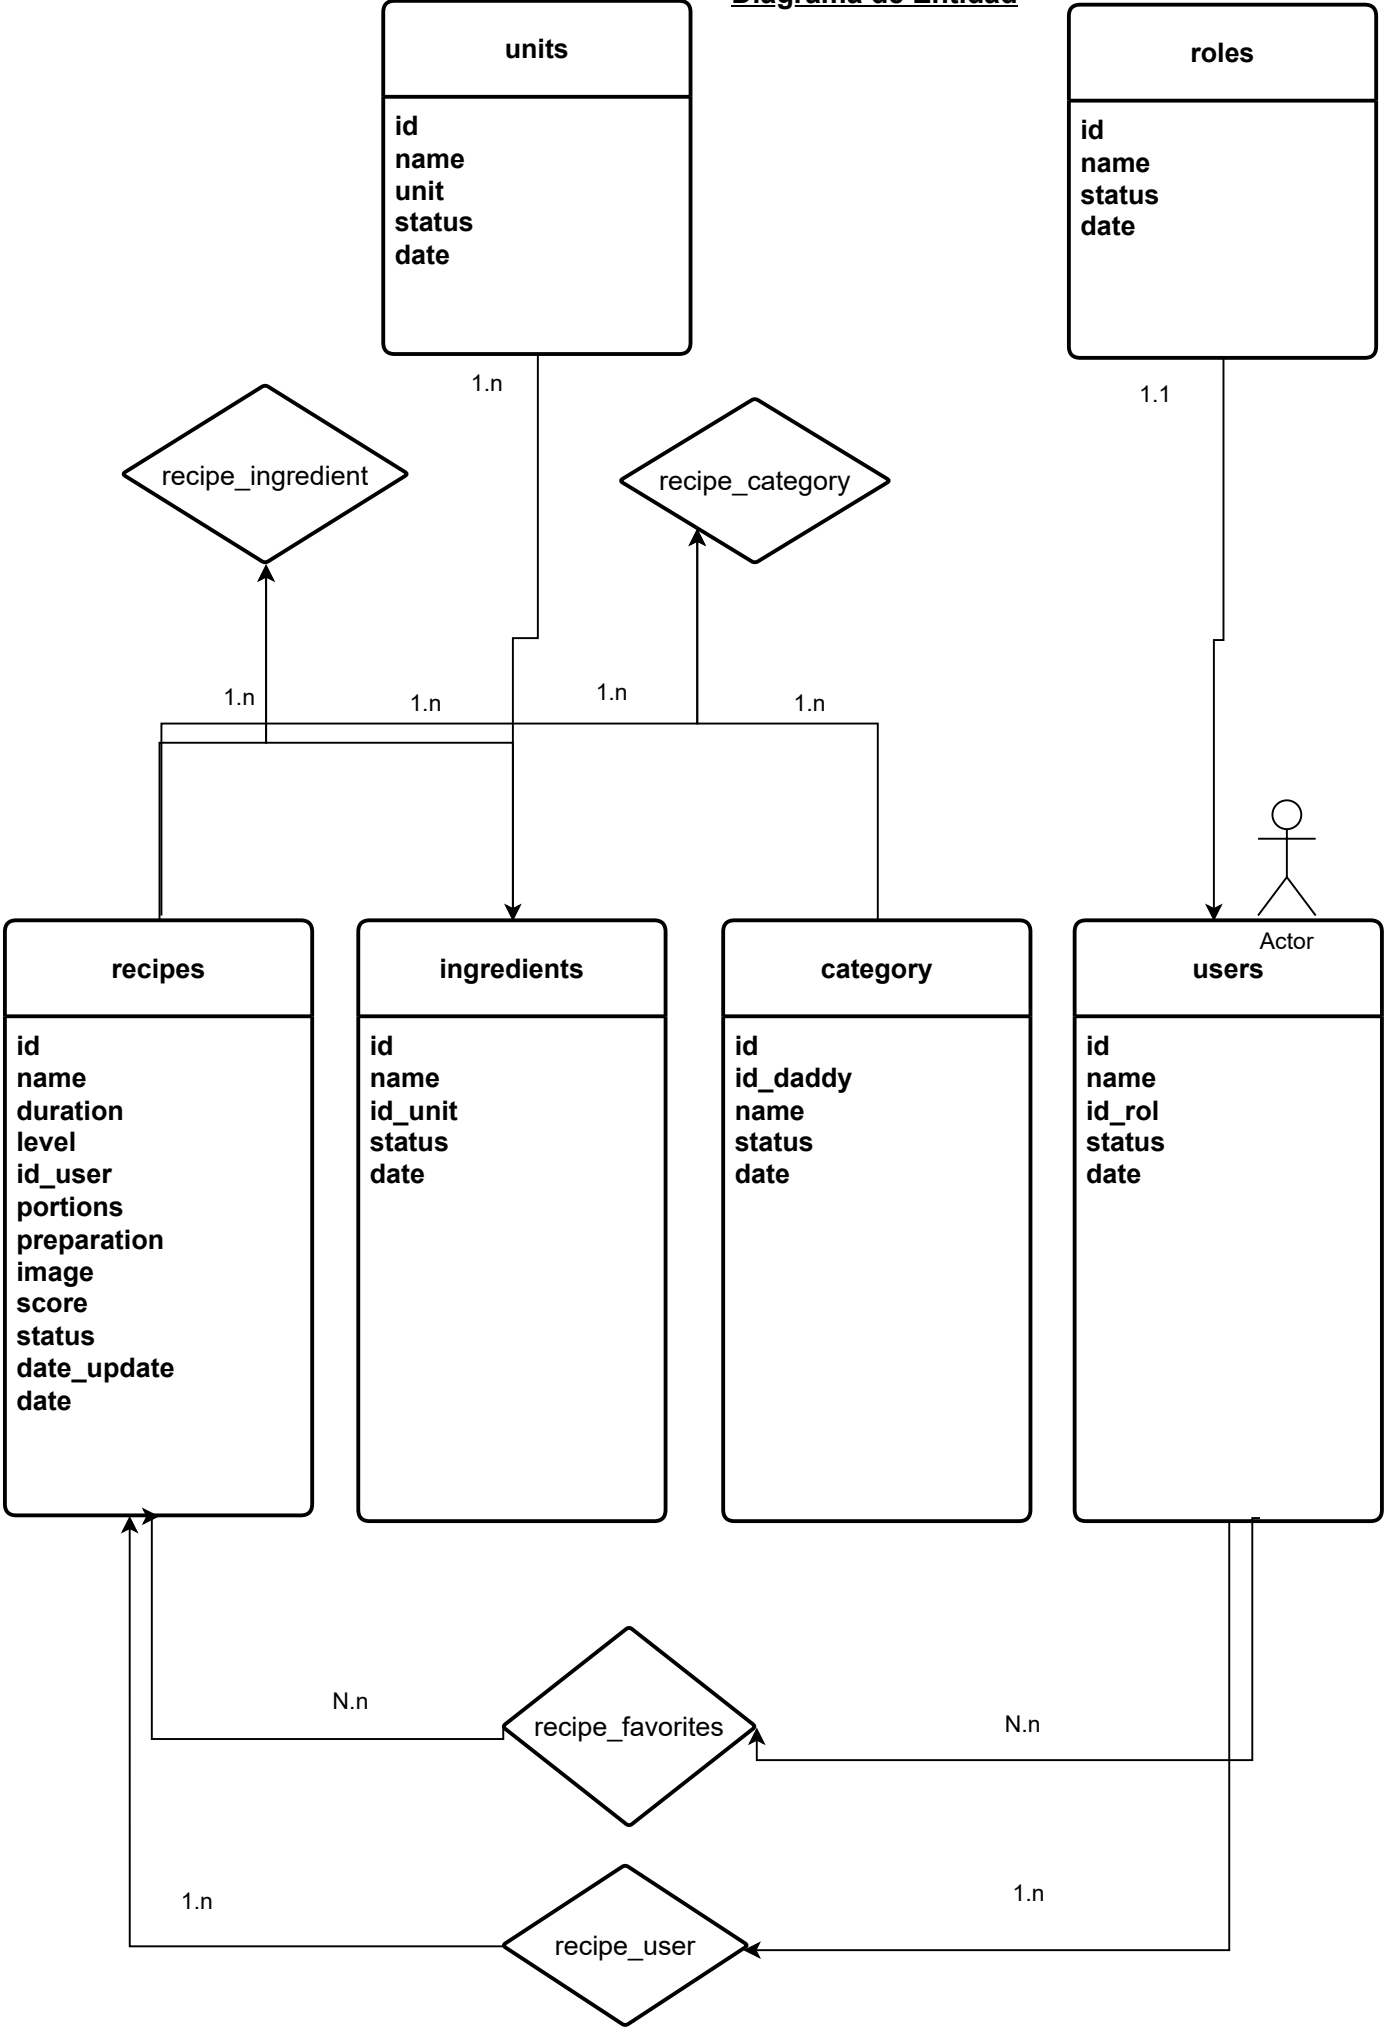 Diagrama de Entidad
units
id
name
unit
status
date
roles
id
name
status
date
1.n
1.1
recipe_ingredient
recipe_category
1.n
1.n
1.n
1.n
Actor
recipes
id
name
duration
level
id_user
portions
preparation
image
score
status
date_update
date
ingredients
id
name
id_unit
status
date
category
id
id_daddy
name
status
date
users
id
name
id_rol
status
date
N.n
recipe_favorites
N.n
1.n
recipe_user
1.n